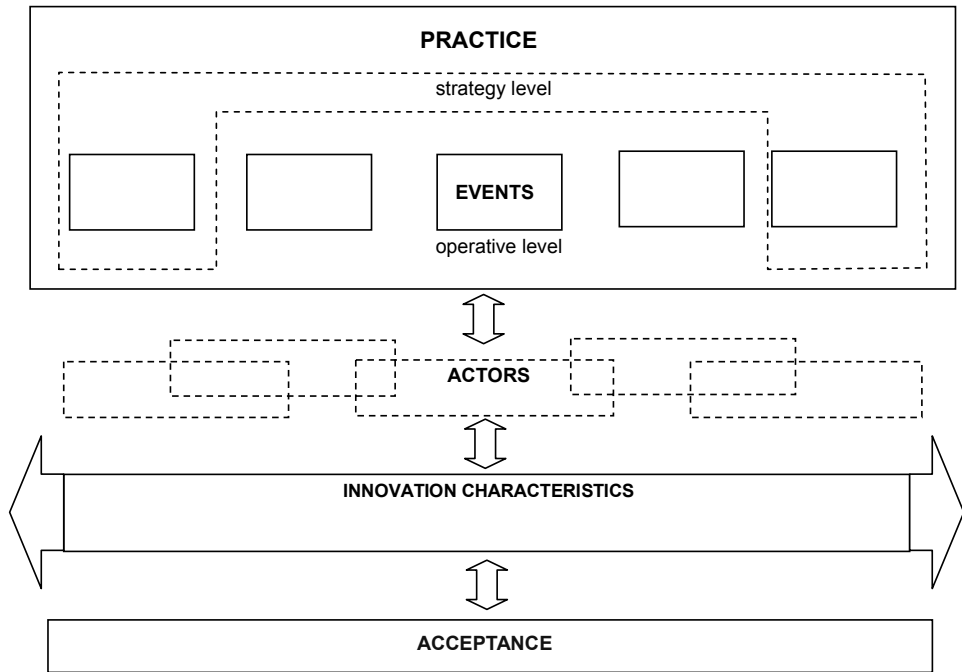 PRACTICE
strategy level
EVENTS
operative level
ACTORS
INNOVATION CHARACTERISTICS
ACCEPTANCE